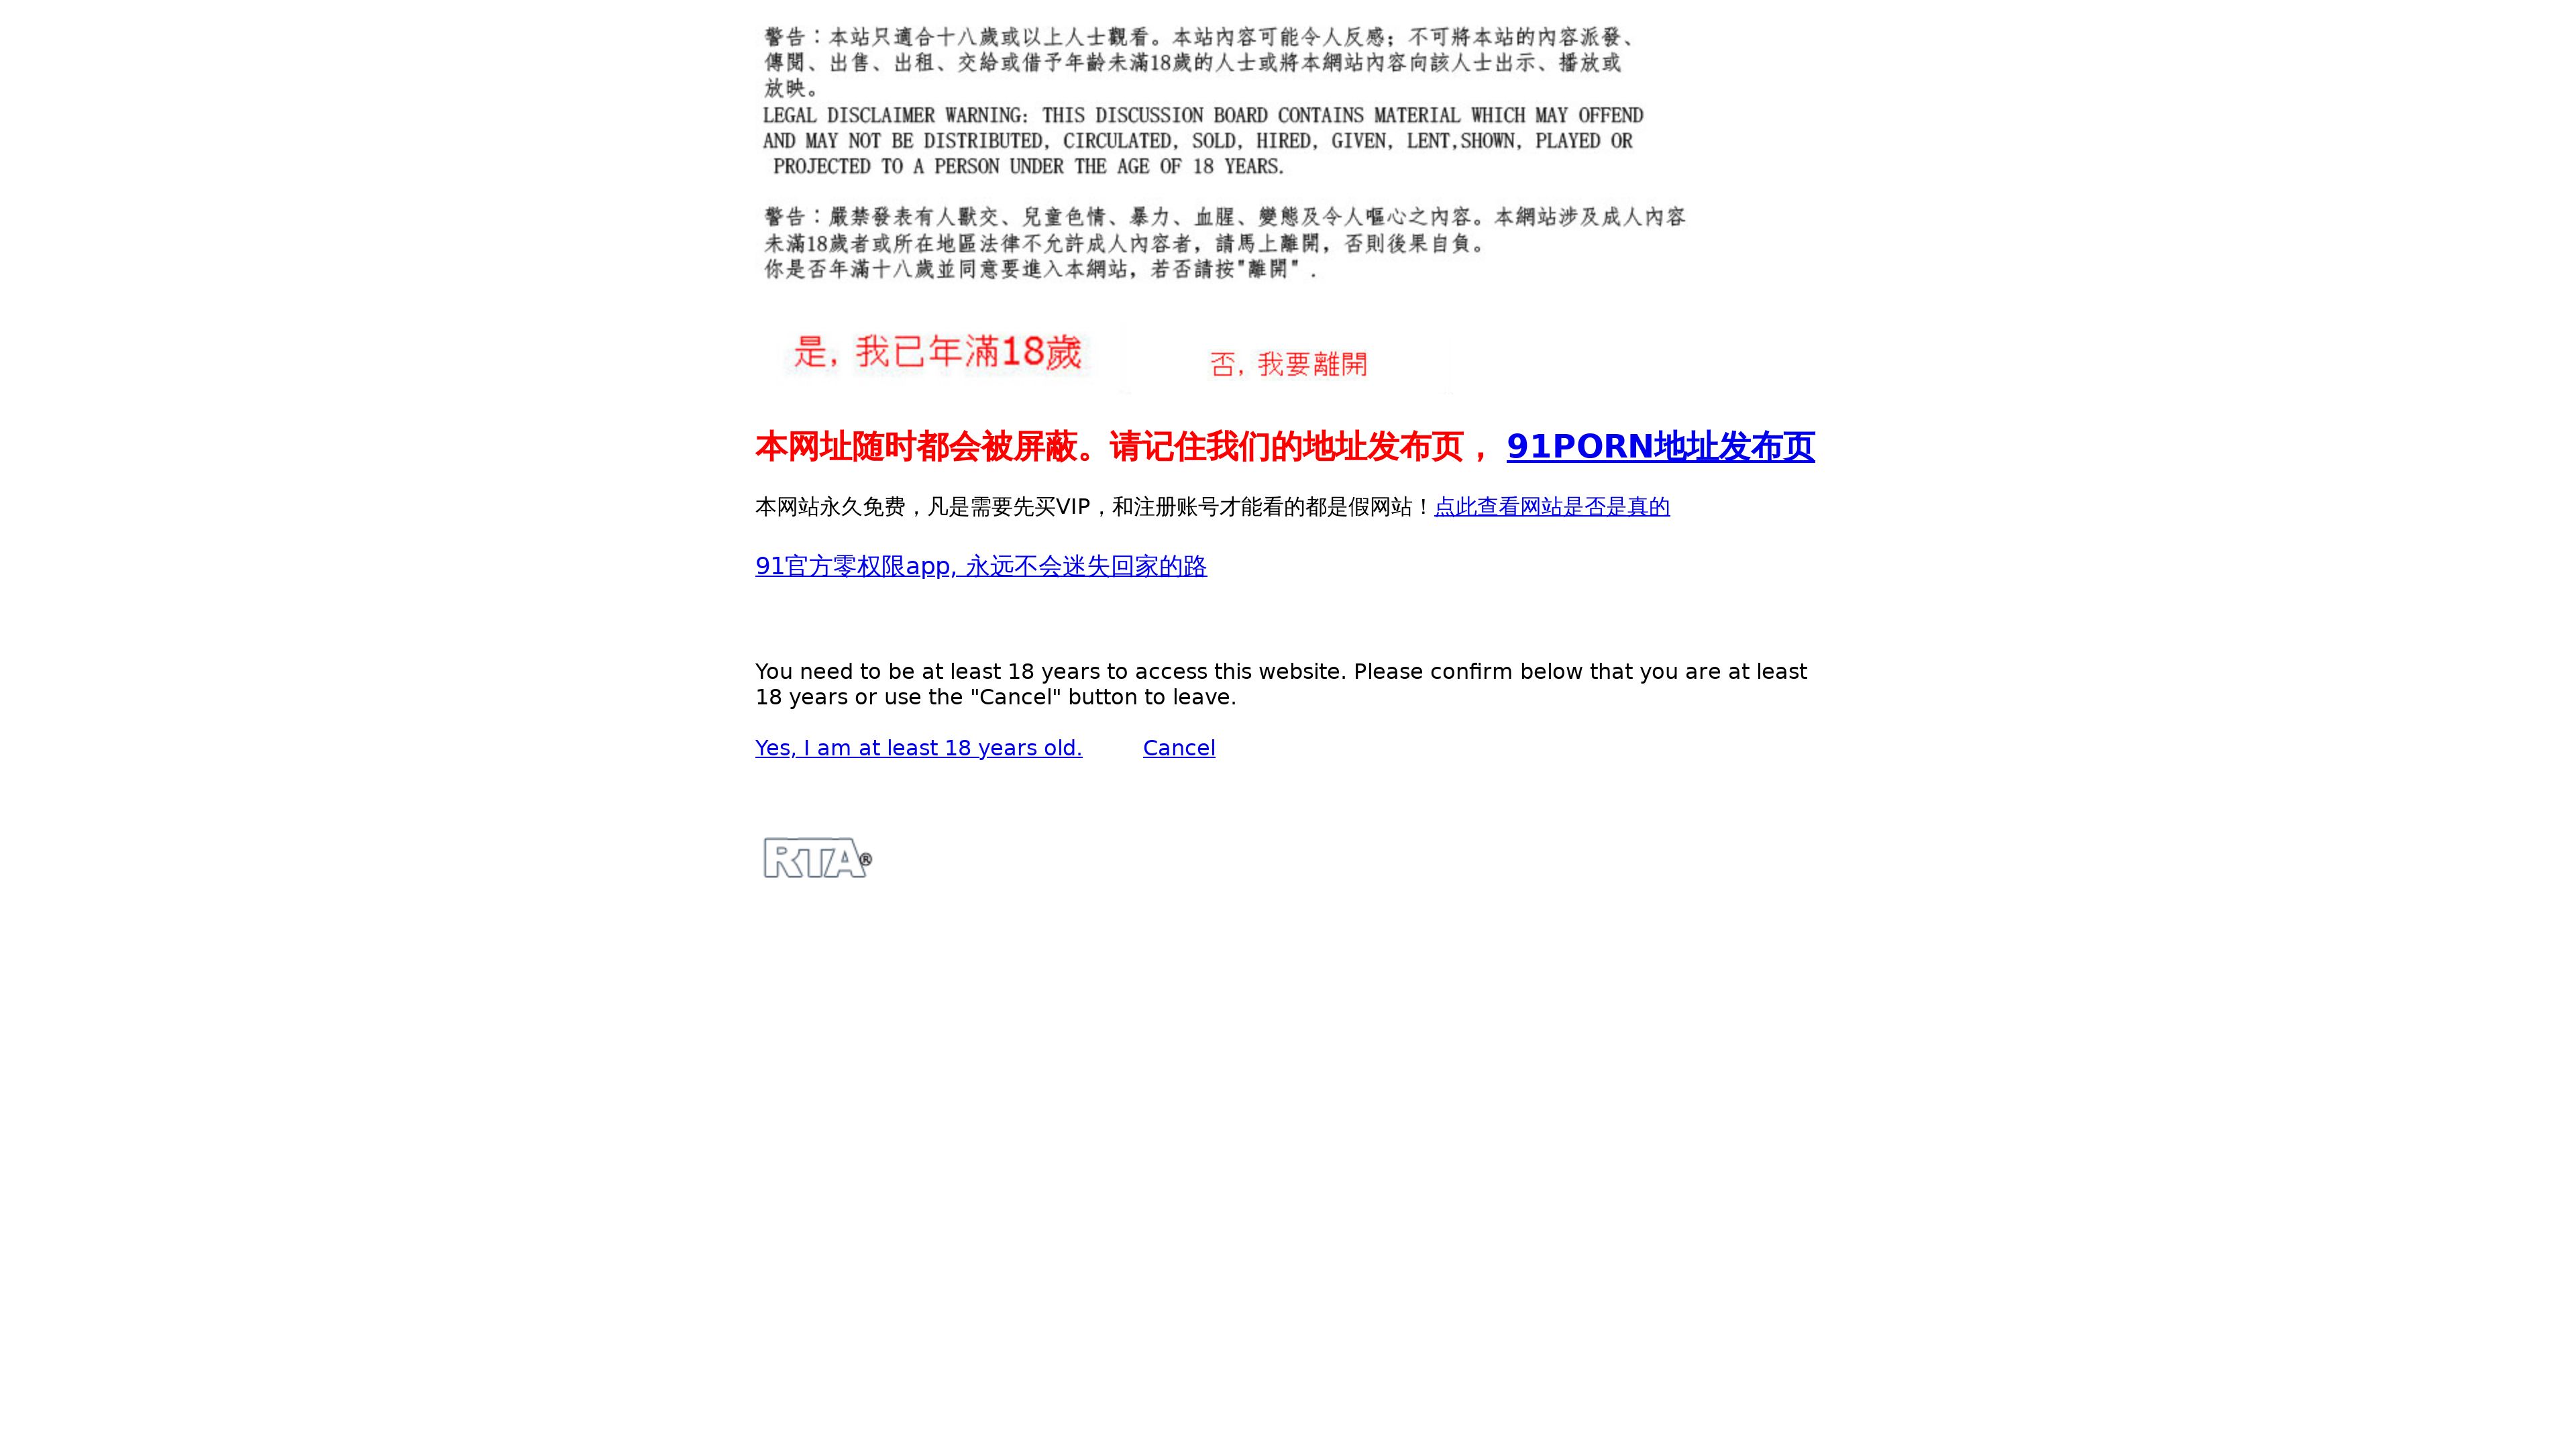 警告：本站只適合十八歲或以上人士觀看。本站內容可能令人反感；不可將本站的內容派發、
傳閱、出售、出租、交給或借予年齡未滿18歲的人士或將本網站內容向該人士出示、播放或
放映。
LEGAL DISCLAIMER WARNING: THIS DISCUSSION BOARD CONTAINS MATERIAL WHICH MAY OFFEND
AND MAY NOT BE DISTRIBUTED, CIRCULATED, SOLD, HIRED, GIVEN, LENT,SHOWN, PLAYED OR
PROJECTED TO A PERSON UNDER THE AGE OF 18 YEARS.
警告：嚴禁發表有人獸交、兒童色情、暴力、血腥、變態及令人嘔心之內容。本網站涉及成人內容
未滿18歲者或所在地區法律不允許成人內容者，請馬上離開，否則後果自負。
你是否年滿十八歲並同意要進入本網站，若否請按"離開" .
是，我已年滿18歲 否，我要離開
本网址随时都会被屏蔽。请记住我们的地址发布页， 91PORN地址发布页
本网站永久免费，凡是需要先买VIP，和注册账号才能看的都是假网站！点此查看网站是否是真的
91官方零权限app, 永远不会迷失回家的路
You need to be at least 18 years to access this website. Please confirm below that you are at least
18 years or use the "Cancel" button to leave.
Yes, I am at least 18 years old. Cancel
RTA®